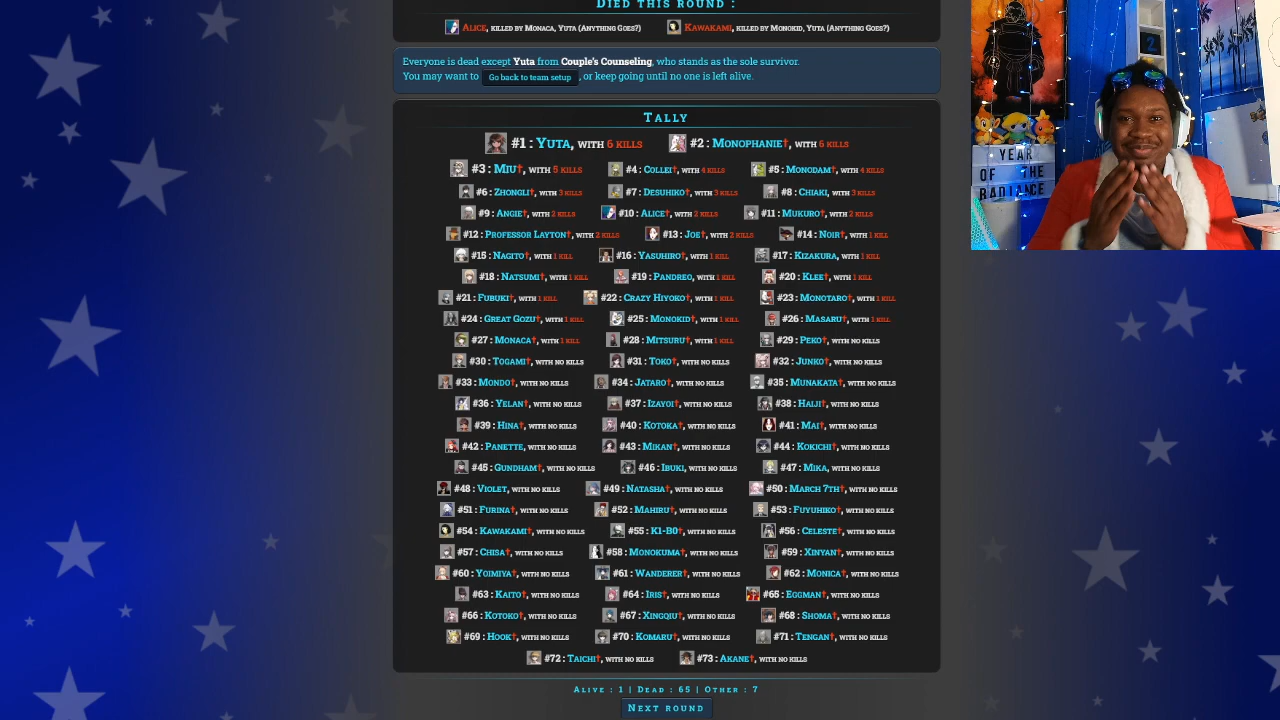 Died this round :
Alice, killed by Monaca, Yuta (Anything Goes?) Kawakami, killed by Monokid, Yuta (Anything Goes?)
Everyone is dead except Yuta from Couple's Counseling, who stands as the sole survivor.
You may want to Go back to team setup, or keep going until no one is left alive.
Tally
#1 : Yuta, with 6 kills #2 : Monophanie†, with 6 kills
#3 : Miu†, with 5 kills #4 : Collei†, with 4 kills #5 : Monodam†, with 4 kills
#6 : Zhongli†, with 3 kills #7 : Desuhiko†, with 3 kills #8 : Chiaki, with 3 kills
#9 : Angie†, with 2 kills #10 : Alice†, with 2 kills #11 : Mukuro†, with 2 kills
#12 : Professor Layton†, with 2 kills #13 : Joe†, with 2 kills #14 : Noir†, with 1 kill
#15 : Nagito†, with 1 kill #16 : Yasuhiro†, with 1 kill #17 : Kizakura, with 1 kill
#18 : Natsumi†, with 1 kill #19 : Pandreo, with 1 kill #20 : Klee†, with 1 kill
#21 : Fubuki†, with 1 kill #22 : Crazy Hiyoko†, with 1 kill #23 : Monotaro†, with 1 kill
#24 : Great Gozu†, with 1 kill #25 : Monokid†, with 1 kill #26 : Masaru†, with 1 kill
#27 : Monaca†, with 1 kill #28 : Mitsuru†, with 1 kill #29 : Peko†, with no kills
#30 : Togami†, with no kills #31 : Toko†, with no kills #32 : Junko†, with no kills
#33 : Mondo†, with no kills #34 : Jataro†, with no kills #35 : Munakata†, with no kills
#36 : Yelan†, with no kills #37 : Izayoi†, with no kills #38 : Haiji†, with no kills
#39 : Hina†, with no kills #40 : Kotoka†, with no kills #41 : Mai†, with no kills
#42 : Panette, with no kills #43 : Mikan†, with no kills #44 : Kokichi†, with no kills
#45 : Gundham†, with no kills #46 : Ibuki, with no kills #47 : Mika, with no kills
#48 : Violet, with no kills #49 : Natasha†, with no kills #50 : March 7th†, with no kills
#51 : Furina†, with no kills #52 : Mahiru†, with no kills #53 : Fuyuhiko†, with no kills
#54 : Kawakami†, with no kills #55 : K1-B0†, with no kills #56 : Celeste†, with no kills
#57 : Chisa†, with no kills #58 : Monokuma†, with no kills #59 : Xinyan†, with no kills
#60 : Yoimiya†, with no kills #61 : Wanderer†, with no kills #62 : Monica†, with no kills
#63 : Kaito†, with no kills #64 : Iris†, with no kills #65 : Eggman†, with no kills
#66 : Kotoko†, with no kills #67 : Xingqiu†, with no kills #68 : Shoma†, with no kills
#69 : Hook†, with no kills #70 : Komaru†, with no kills #71 : Tengan†, with no kills
#72 : Taichi†, with no kills #73 : Akane†, with no kills
Alive : 1 | Dead : 65 | Other : 7
Next round
2
YEAR
OF THE
RADIANCE